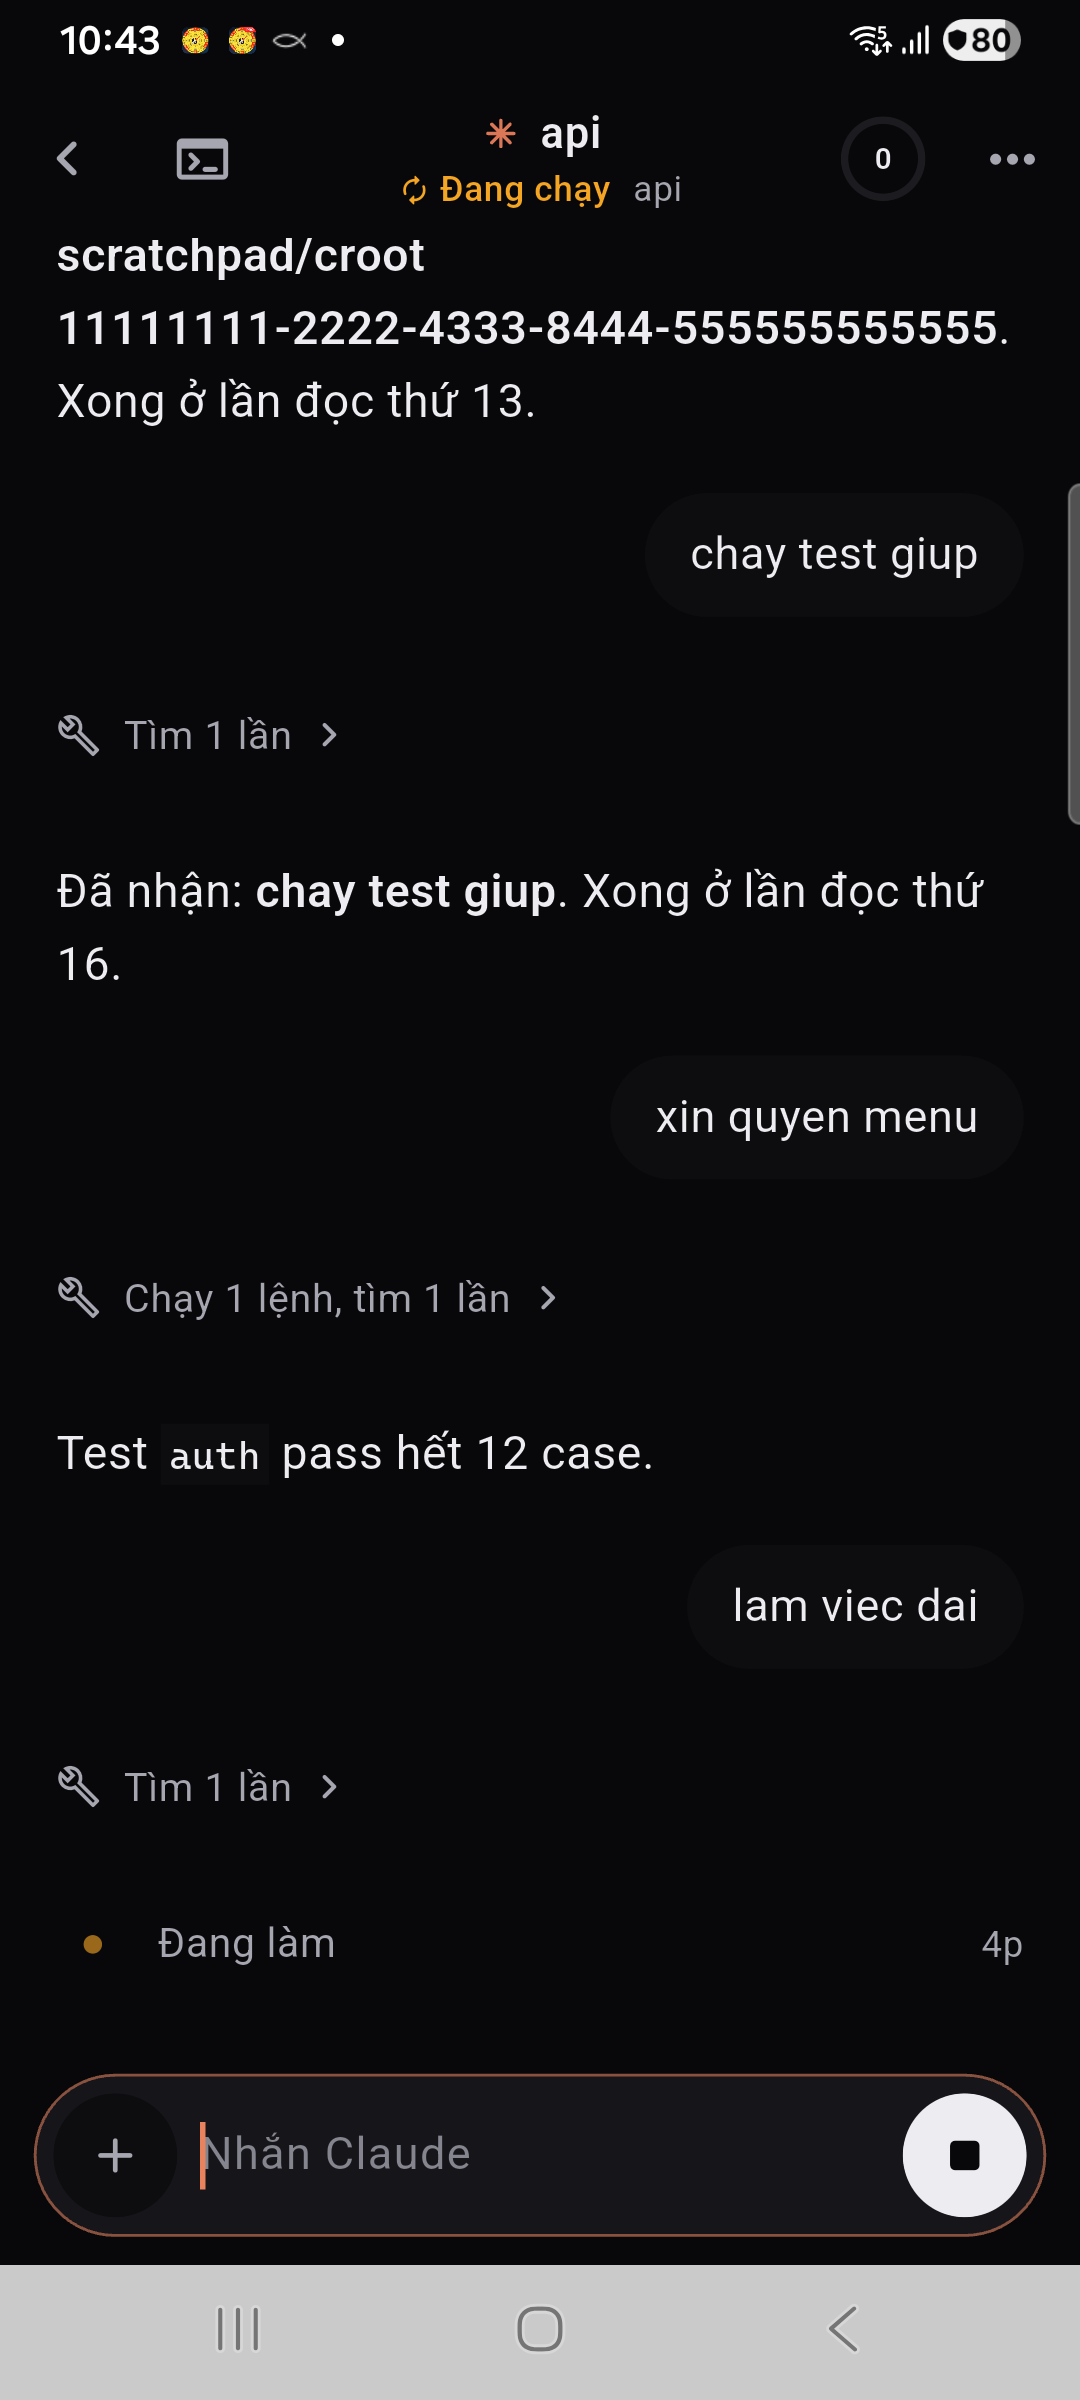 10:43
5
80
api
0
Đang chạy api
scratchpad/croot
11111111-2222-4333-8444-555555555555.
Xong ở lần đọc thứ 13.
chay test giup
Tìm 1 lần
Đã nhận: chay test giup. Xong ở lần đọc thứ
16.
xin quyen menu
Chạy 1 lệnh, tìm 1 lần
Test auth pass hết 12 case.
lam viec dai
Tìm 1 lần
Đang làm 4p
Nhắn Claude